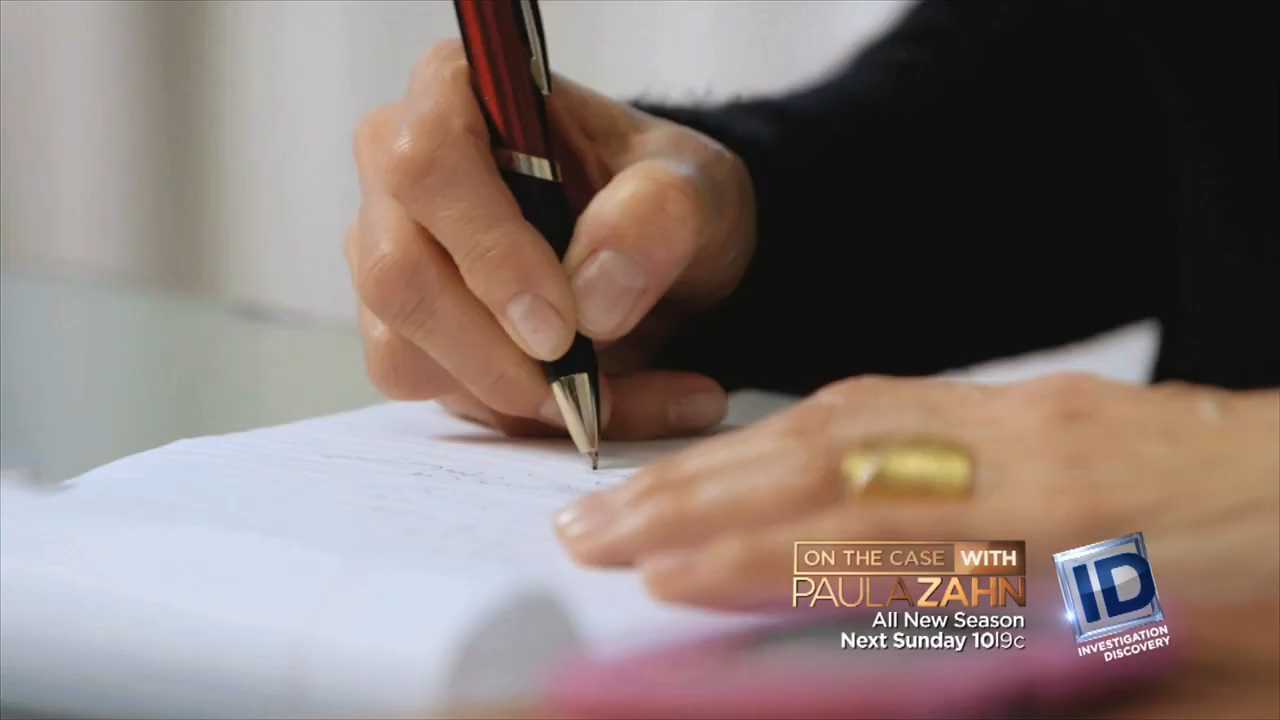 ON THE CASE WITH
PAULA ZAHN
All New Season
Next Sunday 10|9c
ID
INVESTIGATION
DISCOVERY